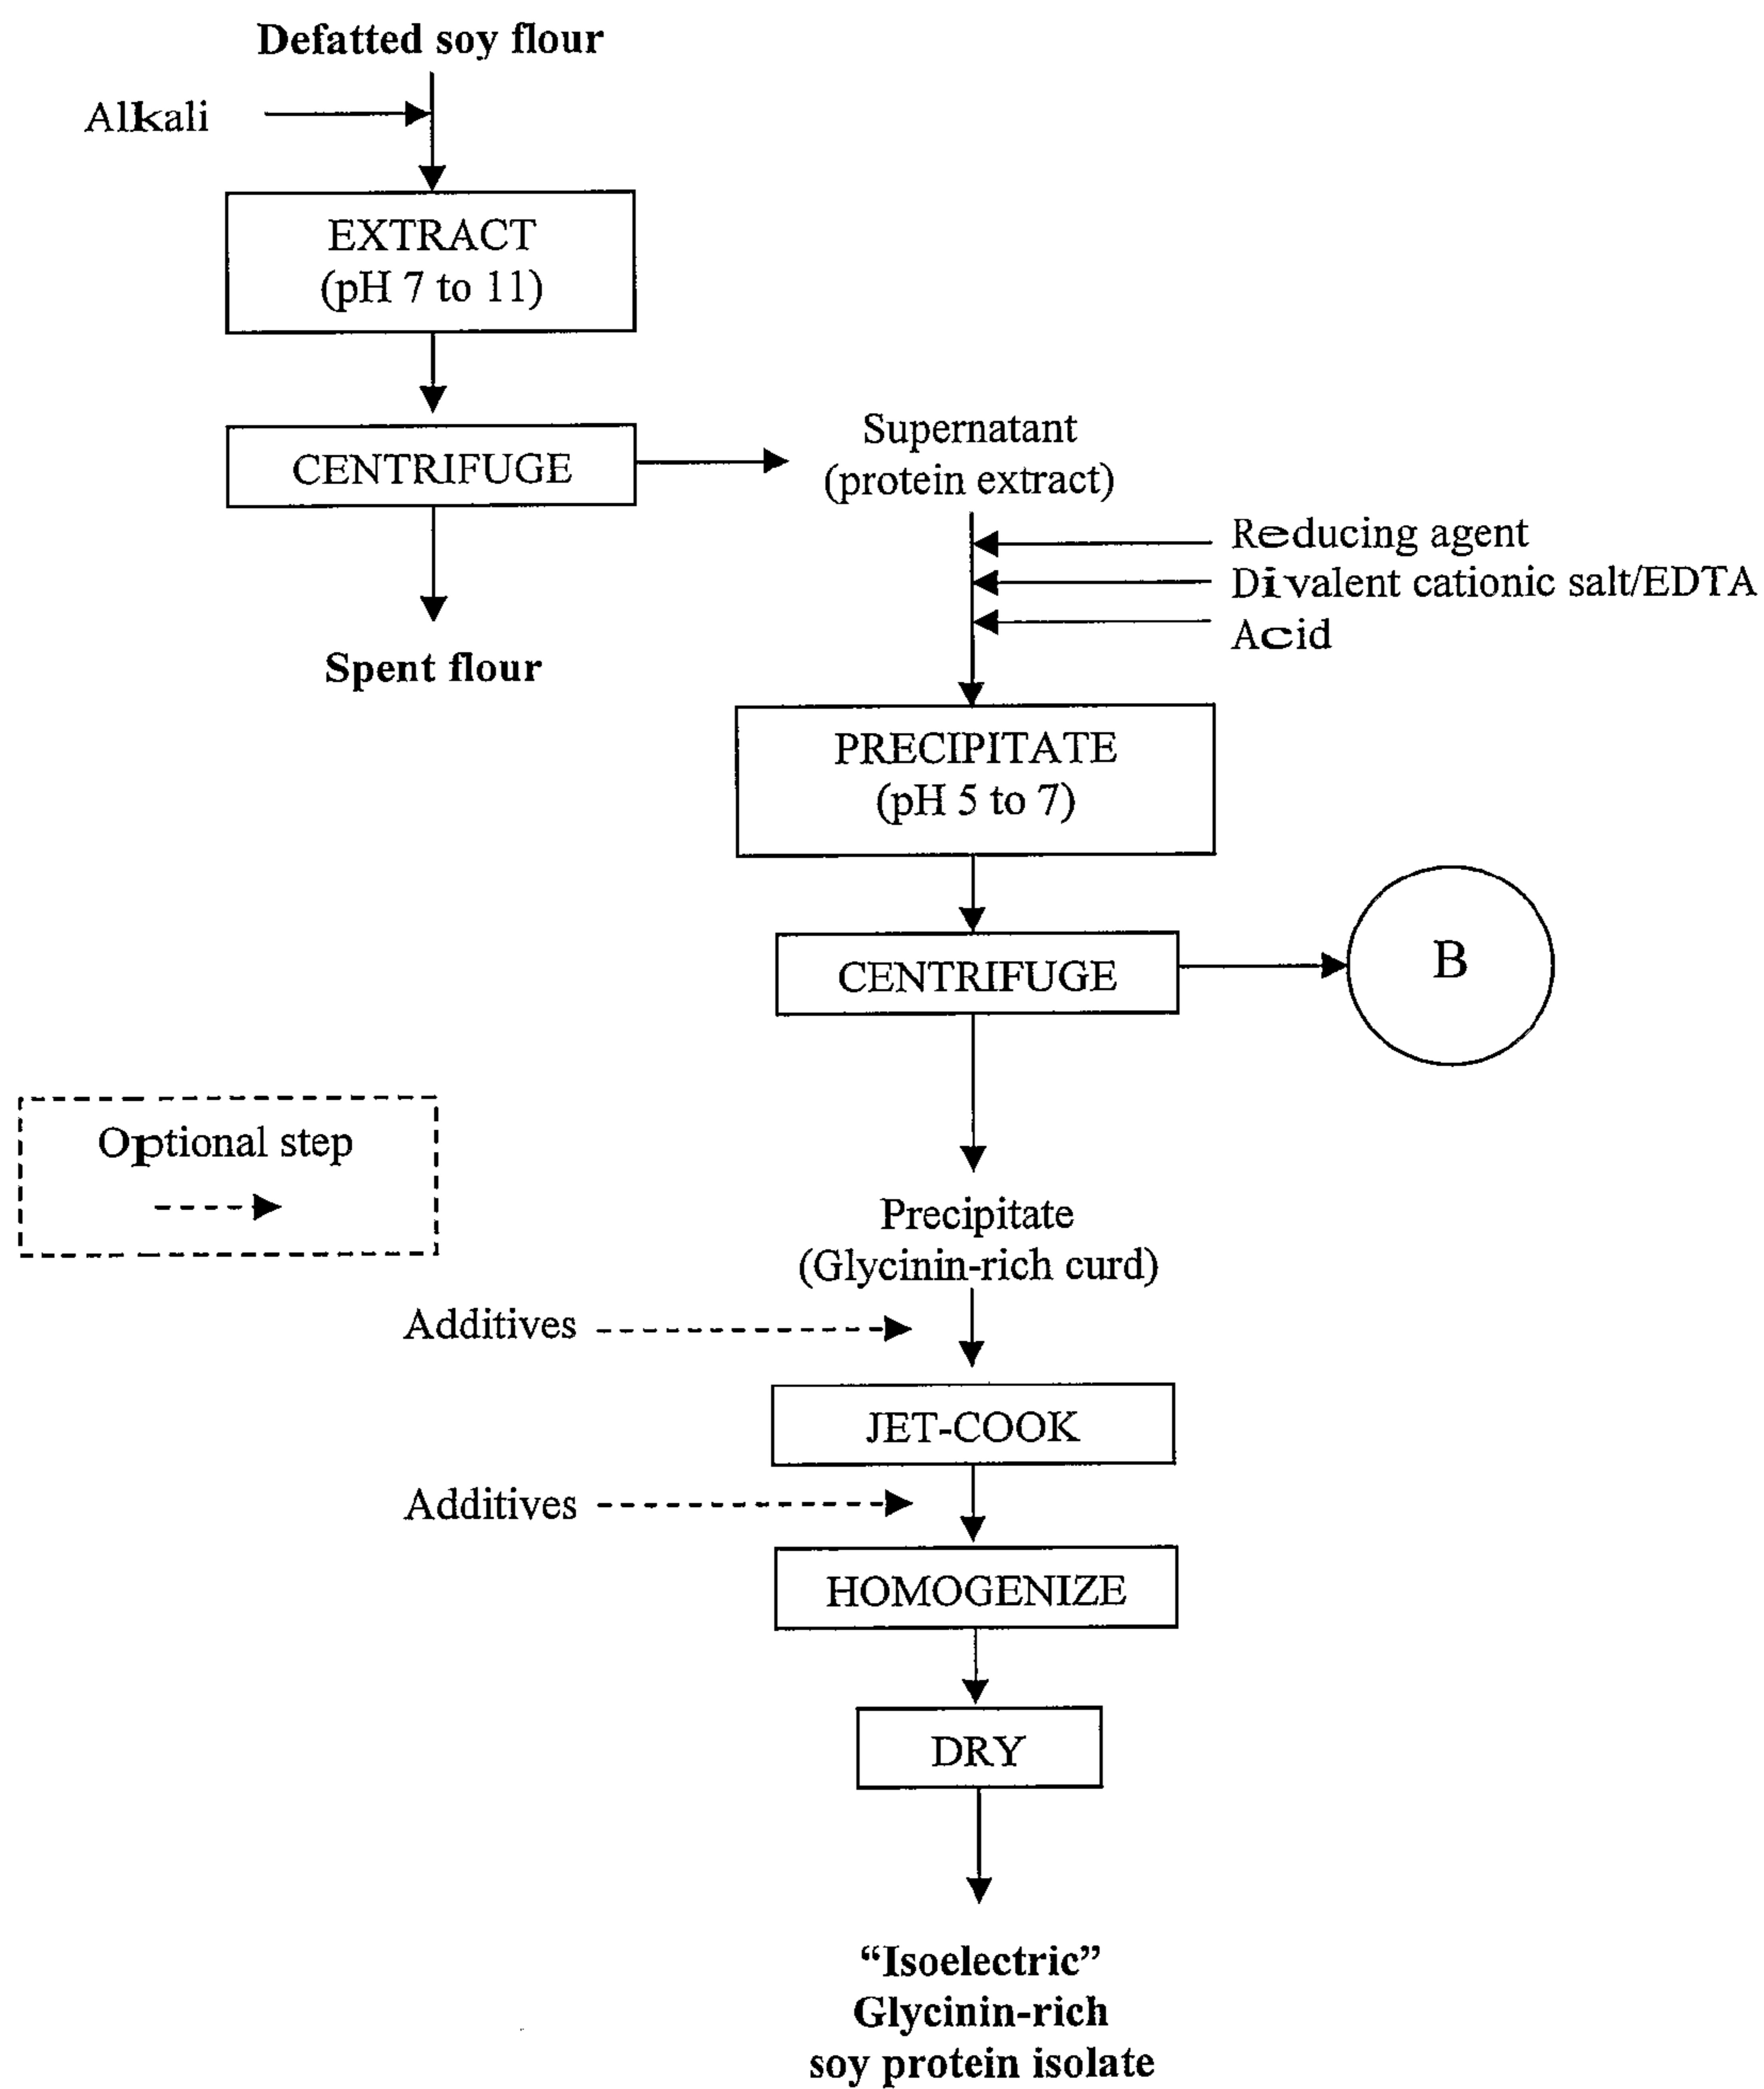 Defatted soy flour
Alkali
EXTRACT
(pH 7 to 11)
CENTRIFUGE
Supernatant
(protein extract)
Reducing agent
Divalent cationic salt/EDTA
Acid
Spent flour
PRECIPITATE
(pH 5 to 7)
CENTRIFUGE
B
Optional step
Precipitate
(Glycinin-rich curd)
Additives
JET-COOK
Additives
HOMOGENIZE
DRY
“Isoelectric”
Glycinin-rich
soy protein isolate